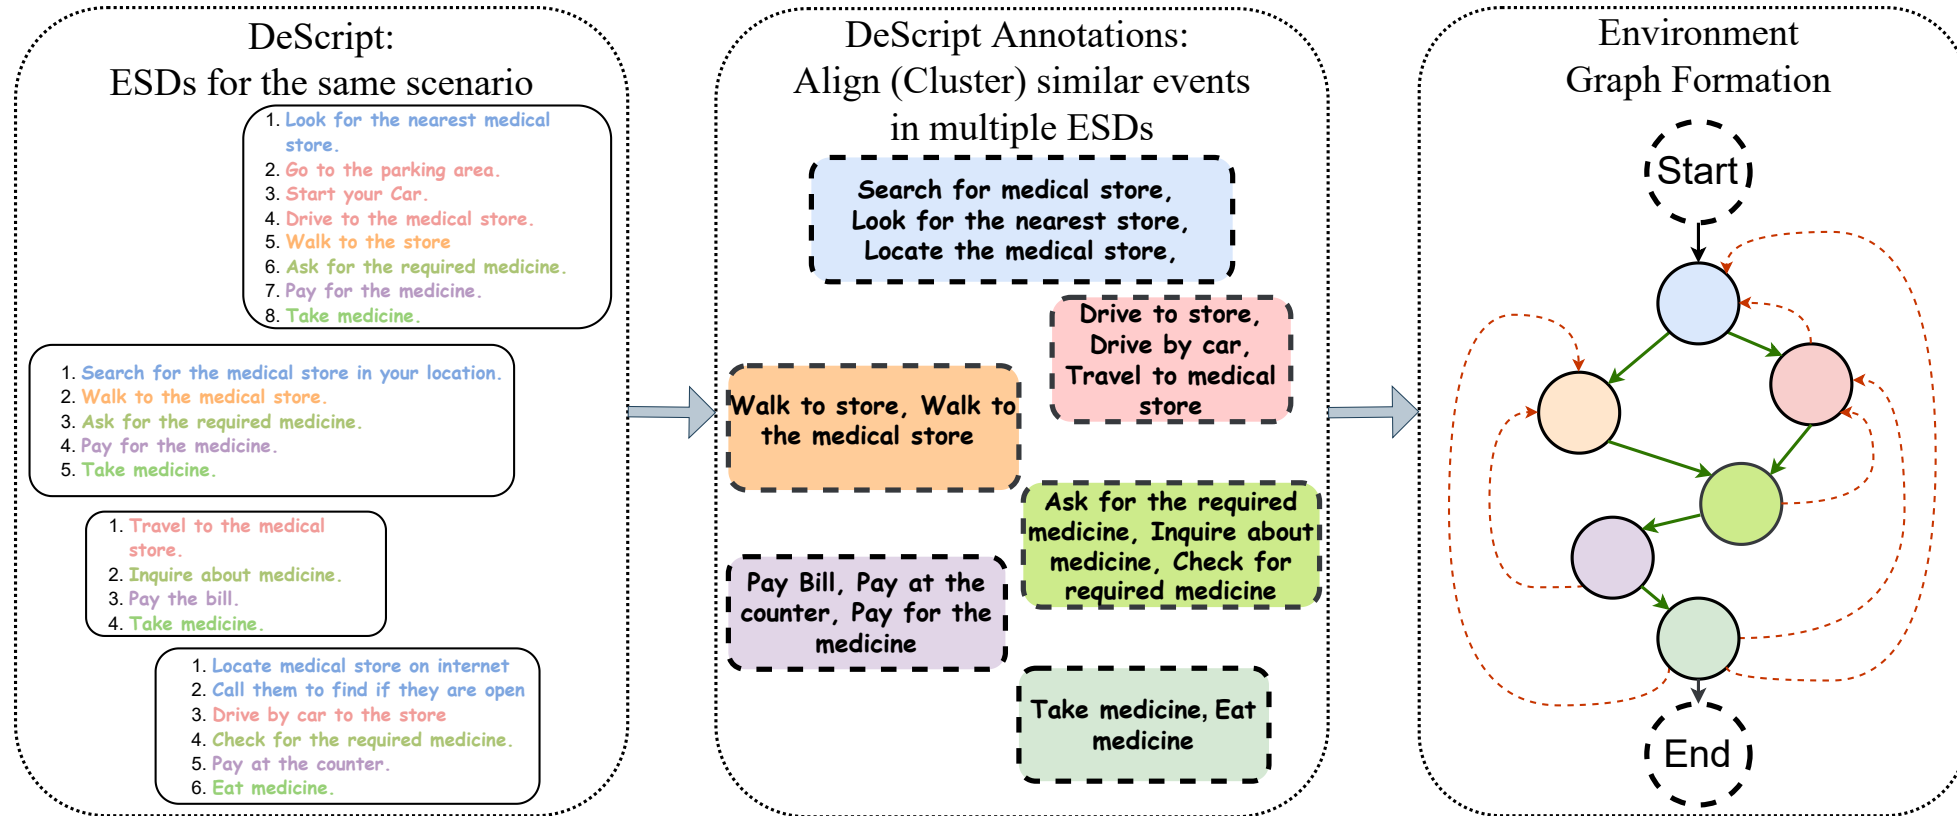 DeScript:
ESDs for the same scenario
1. Look for the nearest medical
store.
2. Go to the parking area.
3. Start your Car.
4. Drive to the medical store.
5. Walk to the store
6. Ask for the required medicine.
7. Pay for the medicine.
8. Take medicine.
1. Search for the medical store in your location.
2. Walk to the medical store.
3. Ask for the required medicine.
4. Pay for the medicine.
5. Take medicine.
1. Travel to the medical
store.
2. Inquire about medicine.
3. Pay the bill.
4. Take medicine.
1. Locate medical store on internet
2. Call them to find if they are open
3. Drive by car to the store
4. Check for the required medicine.
5. Pay at the counter.
6. Eat medicine.
DeScript Annotations:
Align (Cluster) similar events
in multiple ESDs
Search for medical store,
Look for the nearest store,
Locate the medical store,
Drive to store,
Drive by car,
Travel to medical
store
Walk to store, Walk to
the medical store
Ask for the required
medicine, Inquire about
medicine, Check for
required medicine
Pay Bill, Pay at the
counter, Pay for the
medicine
Take medicine, Eat
medicine
Environment
Graph Formation
Start
End